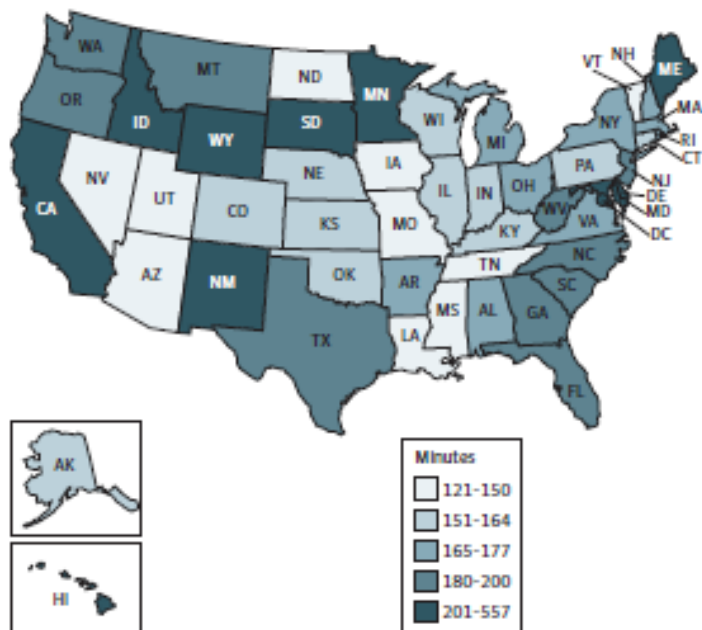 WA
MT
ND
MN
VT
NH
ME
OR
ID
WY
SD
WI
MI
NY
MA
RI
CT
NV
UT
CO
NE
IA
IL
IN
OH
PA
NJ
DE
MD
DC
CA
KS
MO
KY
WV
VA
AZ
NM
OK
AR
TN
NC
SC
TX
LA
MS
AL
GA
FL
AK
HI
Minutes
121-150
151-164
165-177
180-200
201-557